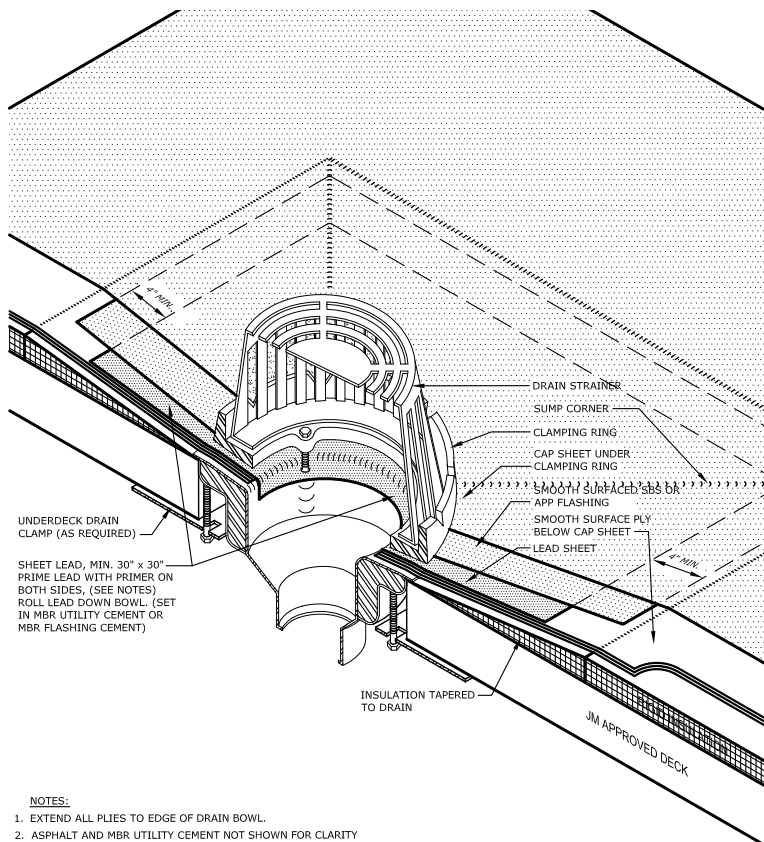 4" MIN.
DRAIN STRAINER
SUMP CORNER
CLAMPING RING
CAP SHEET UNDER
CLAMPING RING
SMOOTH SURFACED SBS OR
APP FLASHING
SMOOTH SURFACE PLY
BELOW CAP SHEET
LEAD SHEET
4" MIN.
UNDERDECK DRAIN
CLAMP (AS REQUIRED)
SHEET LEAD, MIN. 30" x 30"
PRIME LEAD WITH PRIMER ON
BOTH SIDES, (SEE NOTES)
ROLL LEAD DOWN BOWL. (SET
IN MBR UTILITY CEMENT OR
MBR FLASHING CEMENT)
INSULATION TAPERED
TO DRAIN
JM APPROVED DECK
NOTES:
1. EXTEND ALL PLIES TO EDGE OF DRAIN BOWL.
2. ASPHALT AND MBR UTILITY CEMENT NOT SHOWN FOR CLARITY